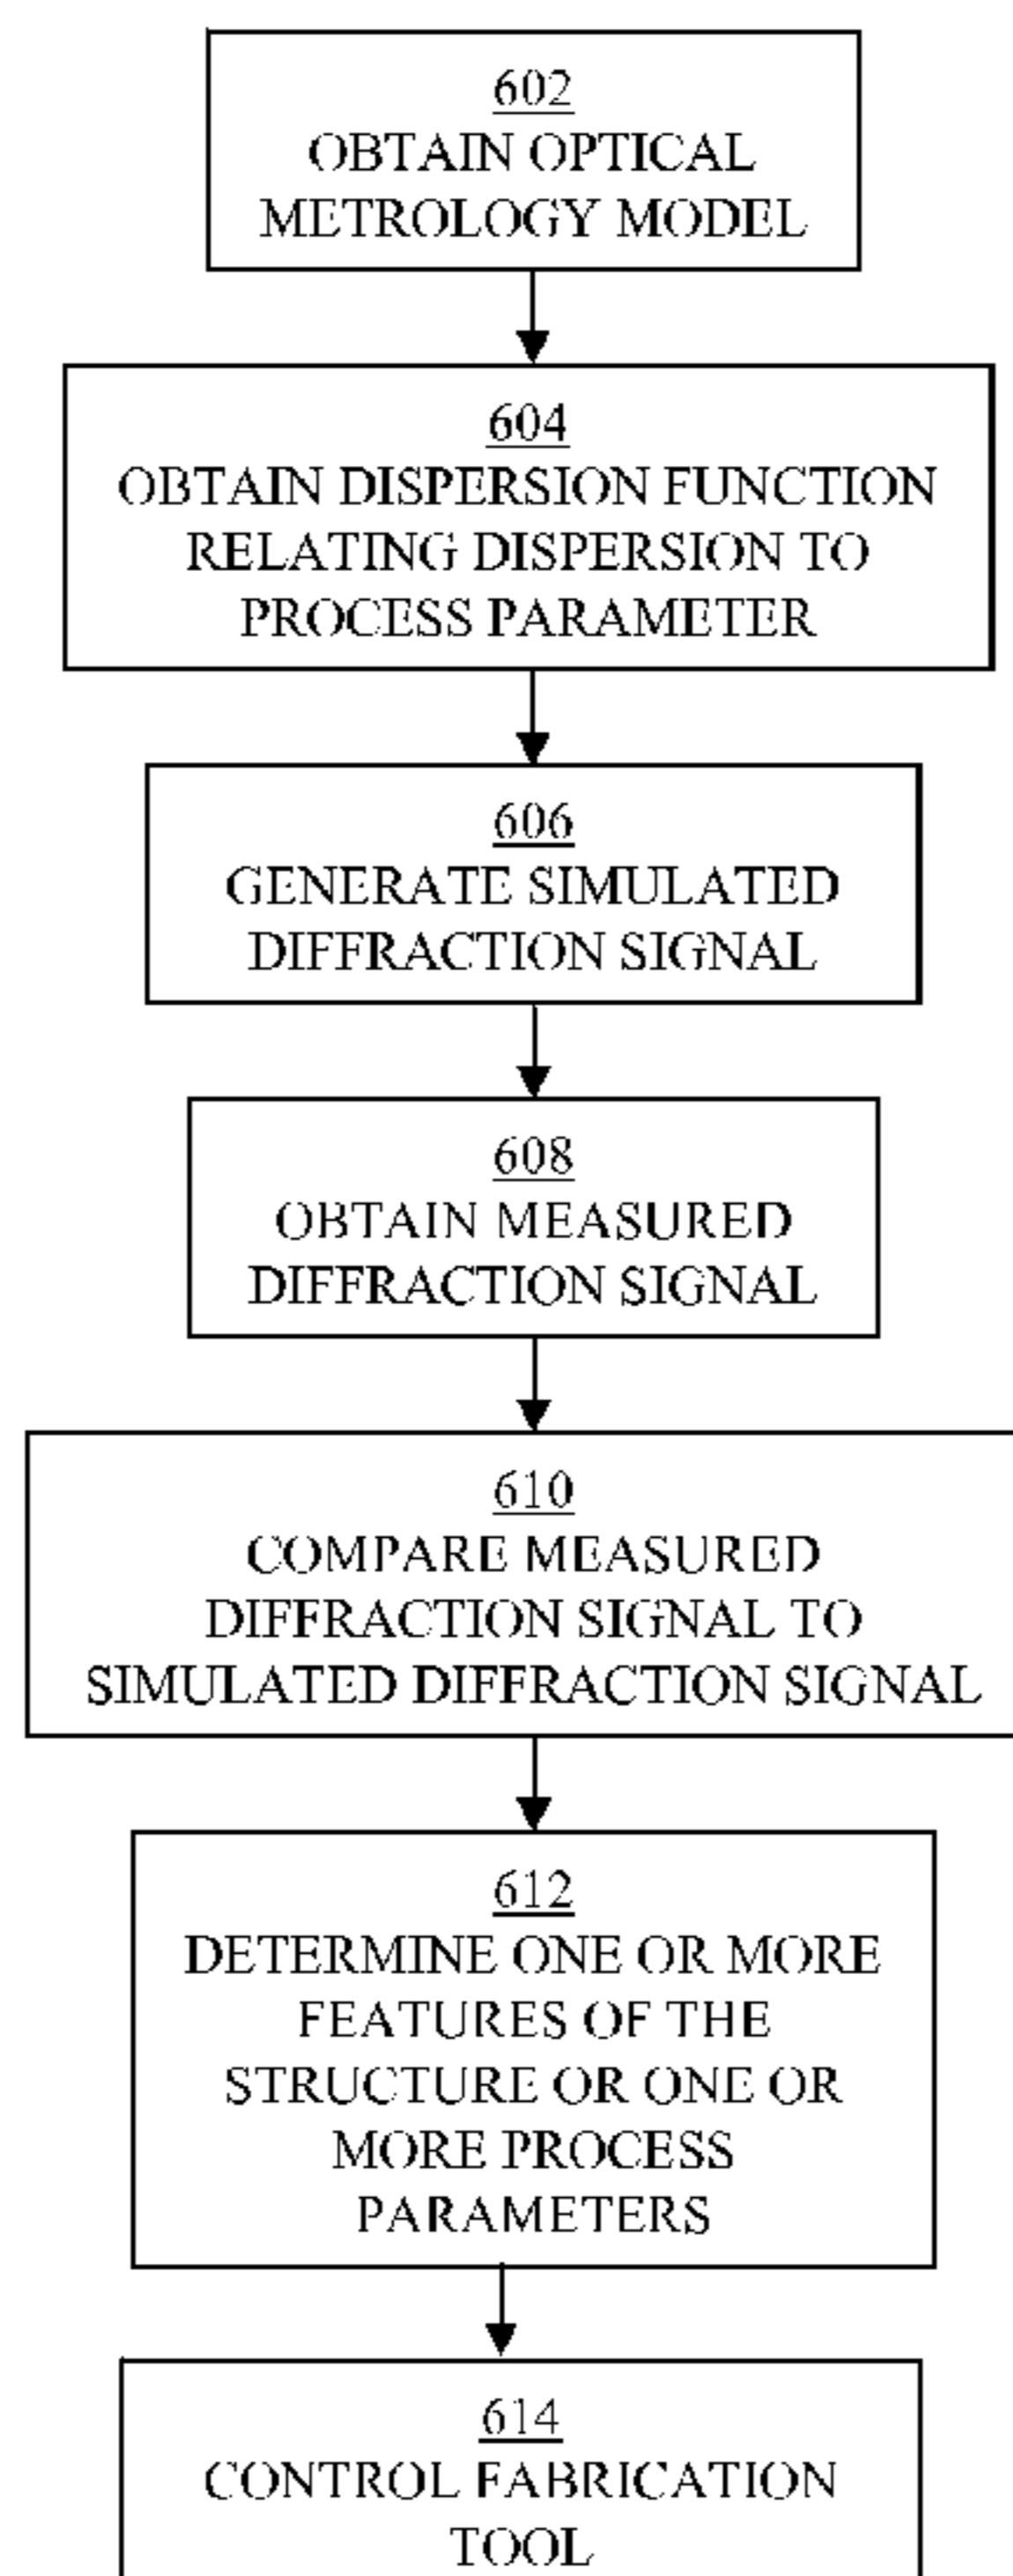 602
OBTAIN OPTICAL
METROLOGY MODEL
604
OBTAIN DISPERSION FUNCTION
RELATING DISPERSION TO
PROCESS PARAMETER
606
GENERATE SIMULATED
DIFFRACTION SIGNAL
608
OBTAIN MEASURED
DIFFRACTION SIGNAL
610
COMPARE MEASURED
DIFFRACTION SIGNAL TO
SIMULATED DIFFRACTION SIGNAL
612
DETERMINE ONE OR MORE
FEATURES OF THE
STRUCTURE OR ONE OR
MORE PROCESS
PARAMETERS
614
CONTROL FABRICATION
TOOL